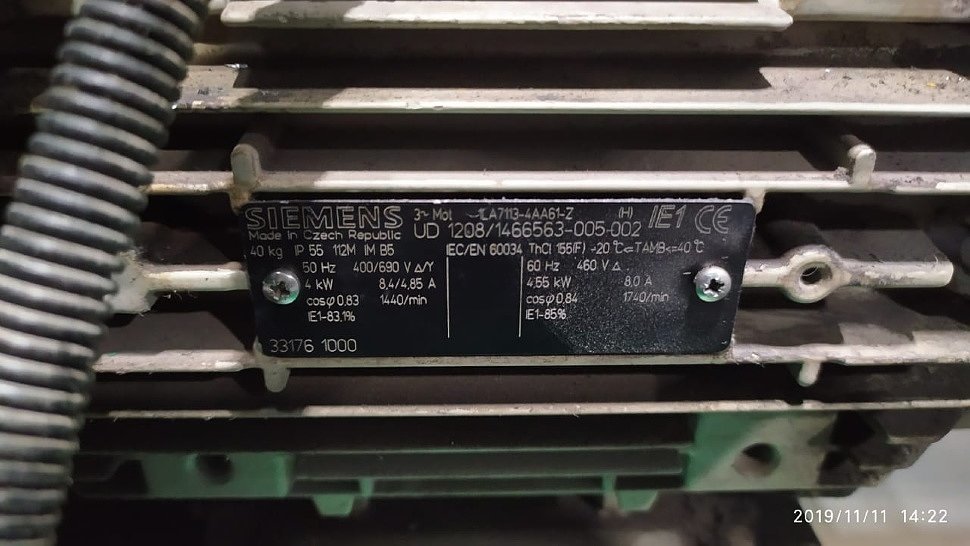 SIEMENS 3~ Mot 1LA7113-4AA61-Z (H) IE1 CE
Made in Czech Republic UD 1208/1466563-005-002
40 kg IP 55 112M IM B5 IEC/EN 60034 ThCl 155(F) -20°C<=TAMB<=40°C
50 Hz 400/690 V Δ/Y 60 Hz 460 V Δ
4 kW 8,4/4,85 A 4,55 kW 8,0 A
cosφ 0.83 1440/min cosφ 0.84 1740/min
IE1-83,1% IE1-85%
33176 1000
2019/11/11 14:22